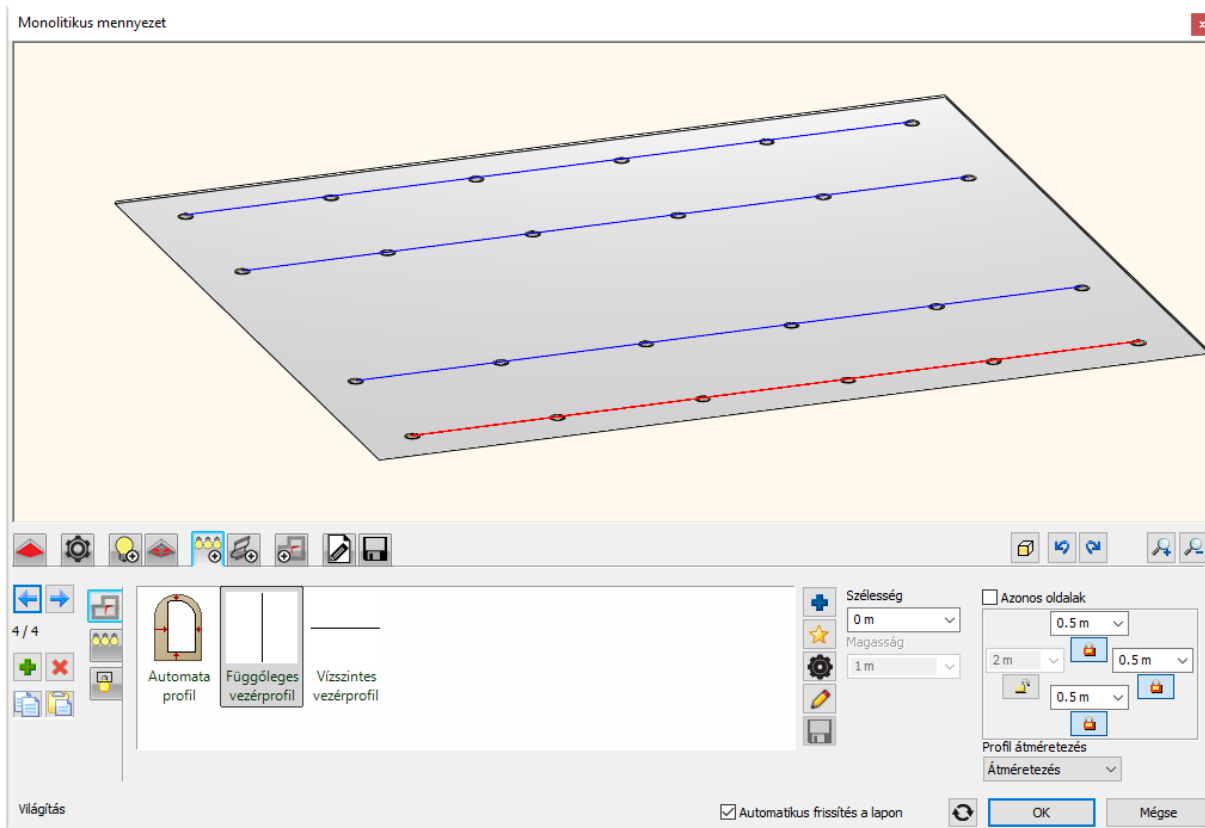 Monolitikus mennyezet
x
4 / 4
Automata
profil
Függőleges
vezérprofil
Vízszintes
vezérprofil
Szélesség
0 m
Magasság
1 m
Azonos oldalak
0.5 m
2 m
0.5 m
0.5 m
Profil átméretezés
Átméretezés
Világítás
Automatikus frissítés a lapon
OK
Mégse